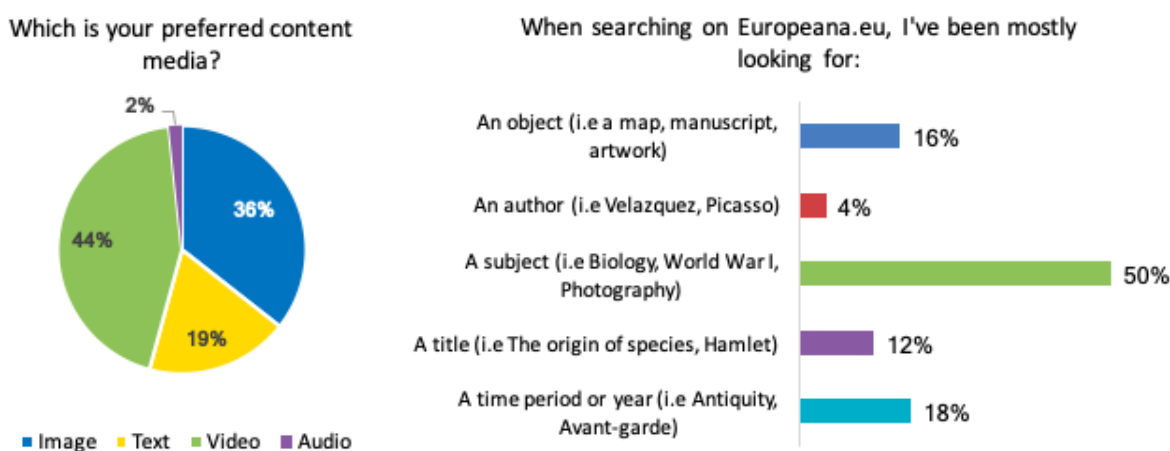 Which is your preferred content
media?
2%
36%
44%
19%
Image Text Video Audio
When searching on Europeana.eu, I've been mostly
looking for:
An object (i.e a map, manuscript,
artwork)
16%
An author (i.e Velazquez, Picasso)
4%
A subject (i.e Biology, World War I,
Photography)
50%
A title (i.e The origin of species, Hamlet)
12%
A time period or year (i.e Antiquity,
Avant-garde)
18%